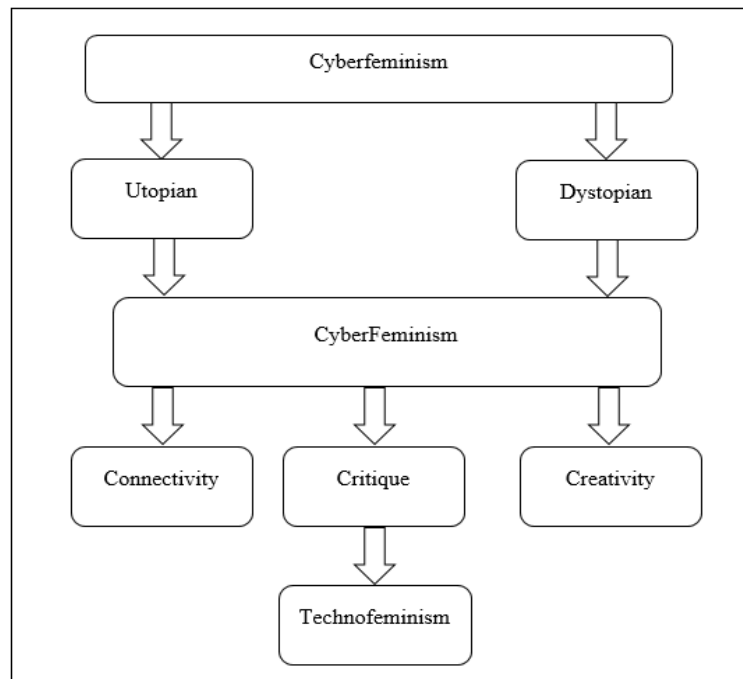 Cyberfeminism
Utopian
Dystopian
CyberFeminism
Connectivity
Critique
Creativity
Technofeminism